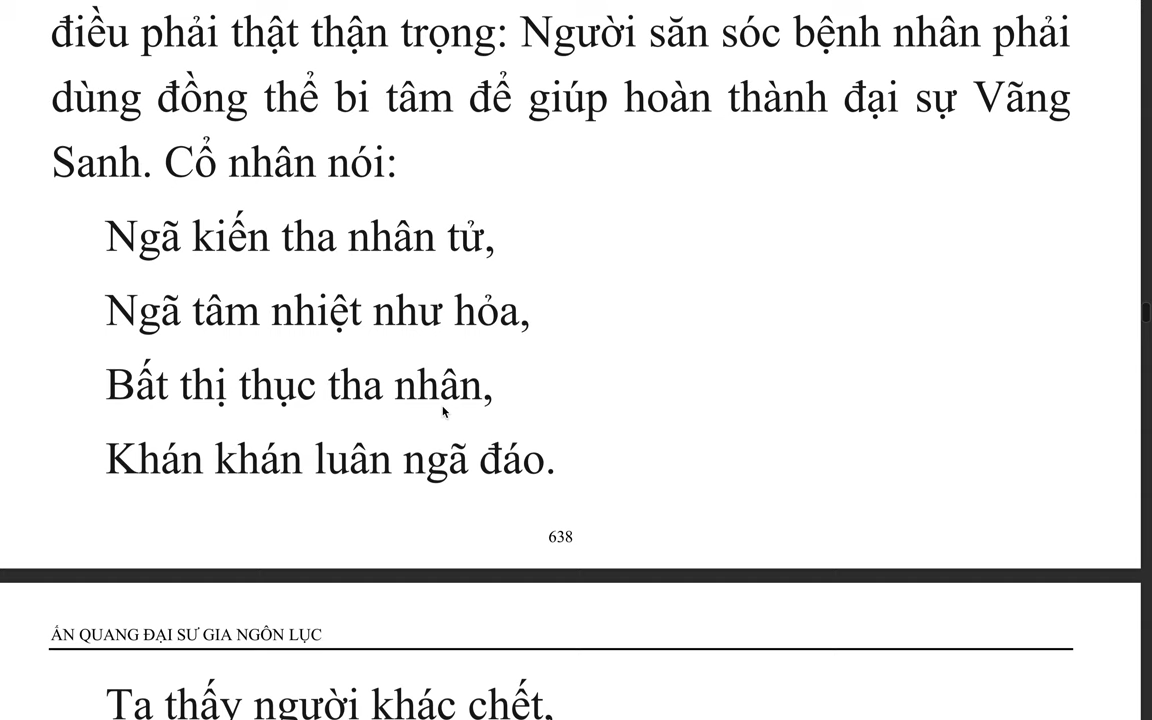 điều phải thật thận trọng: Người săn sóc bệnh nhân phải
dùng đồng thể bi tâm để giúp hoàn thành đại sự Vãng
Sanh. Cổ nhân nói:
Ngã kiến tha nhân tử,
Ngã tâm nhiệt như hỏa,
Bất thị thục tha nhân,
Khán khán luân ngã đáo.
638
ẤN QUANG ĐẠI SƯ GIA NGÔN LỤC
Ta thấy người khác chết,